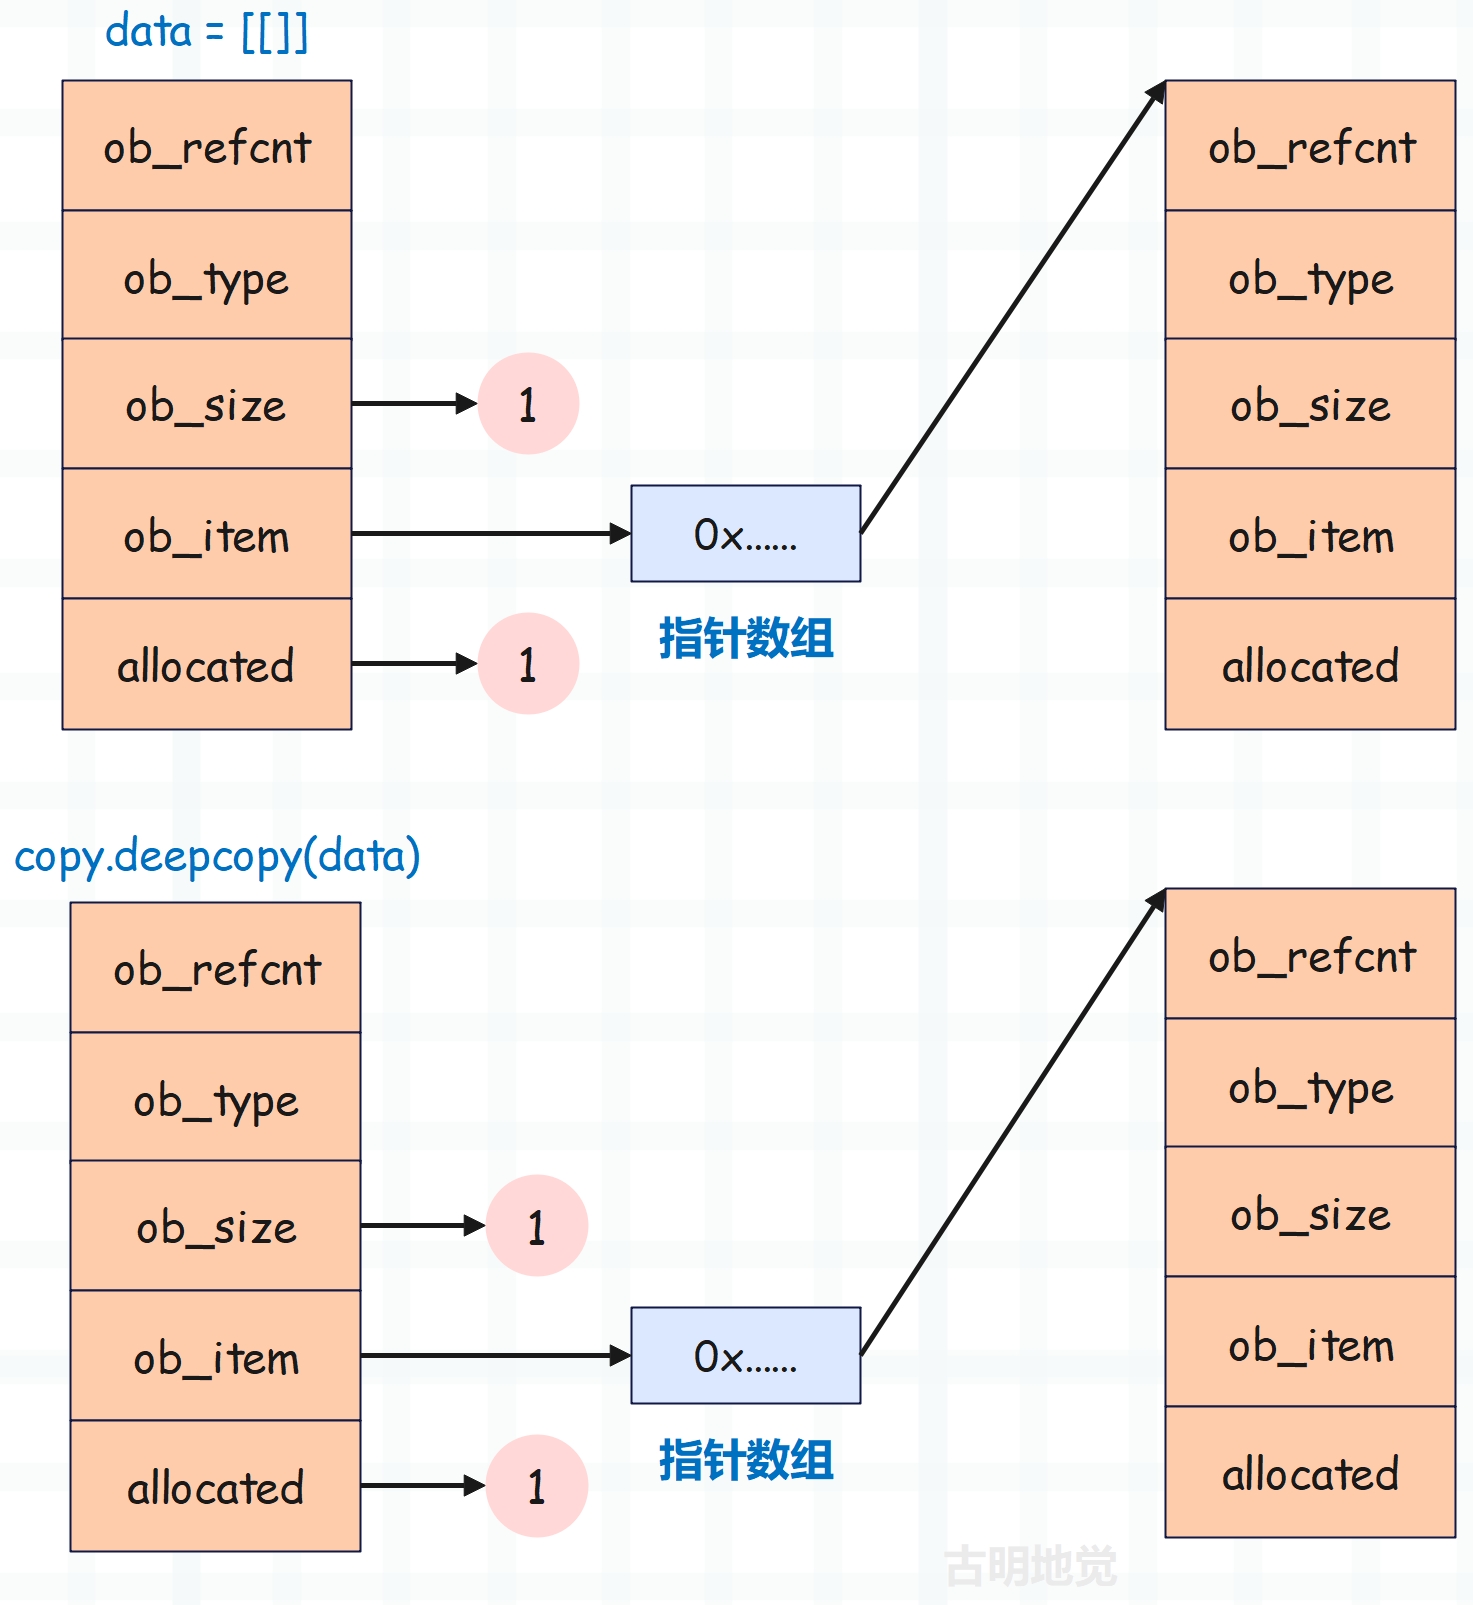 data = [[]]
ob_refcnt
ob_type
ob_size
1
ob_item
0x......
allocated
1
指针数组
ob_refcnt
ob_type
ob_size
ob_item
allocated
copy.deepcopy(data)
ob_refcnt
ob_type
ob_size
1
ob_item
0x......
allocated
1
指针数组
ob_refcnt
ob_type
ob_size
ob_item
allocated
古明地觉